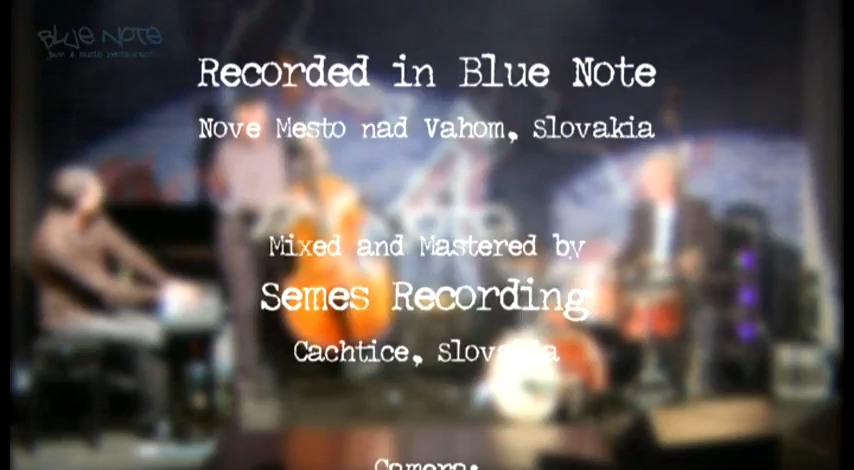 BLUE NOTE
Recorded in Blue Note
Nove Mesto nad Vahom, Slovakia
Mixed and Mastered by
Semes Recording
Cachtice, Slovakia
Camera: